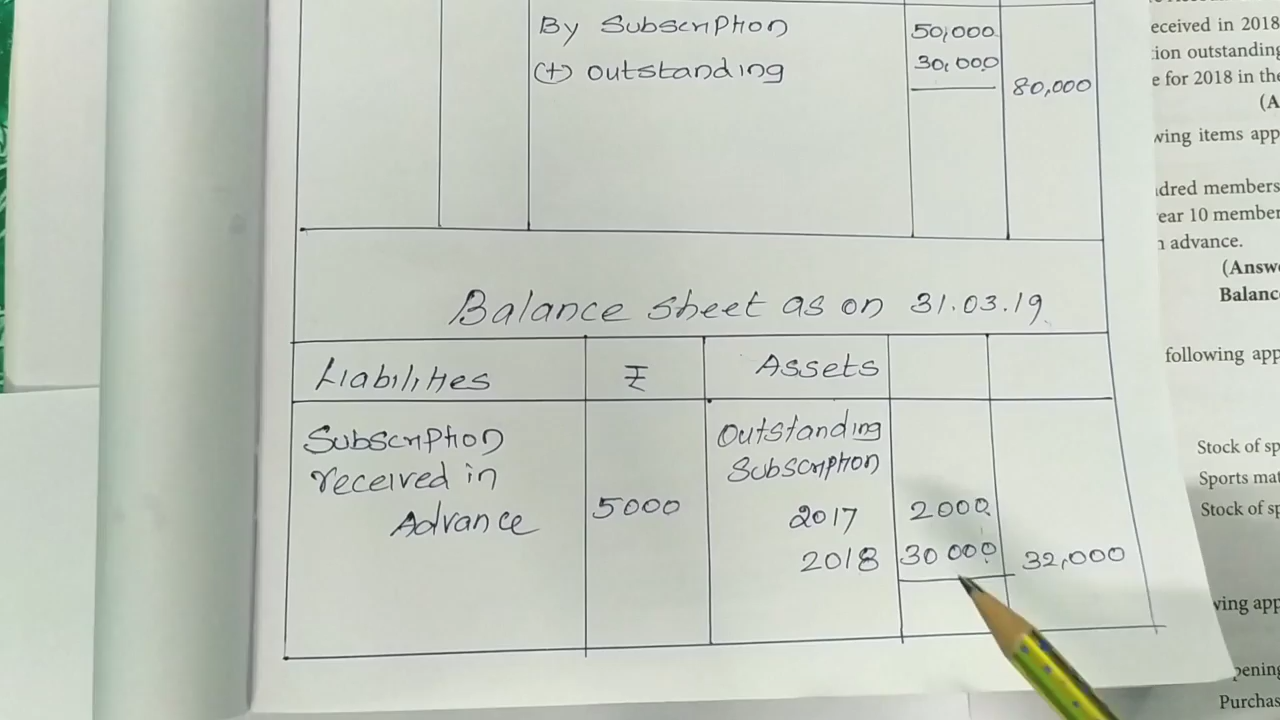 By Subscription 50,000
(+) outstanding 30,000
80,000
Balance sheet as on 31.03.19
Liabilities ₹ Assets
Subscription Outstanding
received in Subscription
Advance 5000 2017 2000
2018 30000 32,000
eceived in 2018
ion outstanding
e for 2018 in the
(A
wing items app
dred members
ear 10 member
advance.
(Answ
Balanc
following app
Stock of sp
Sports mat
Stock of sp
ving app
pening
Purchas